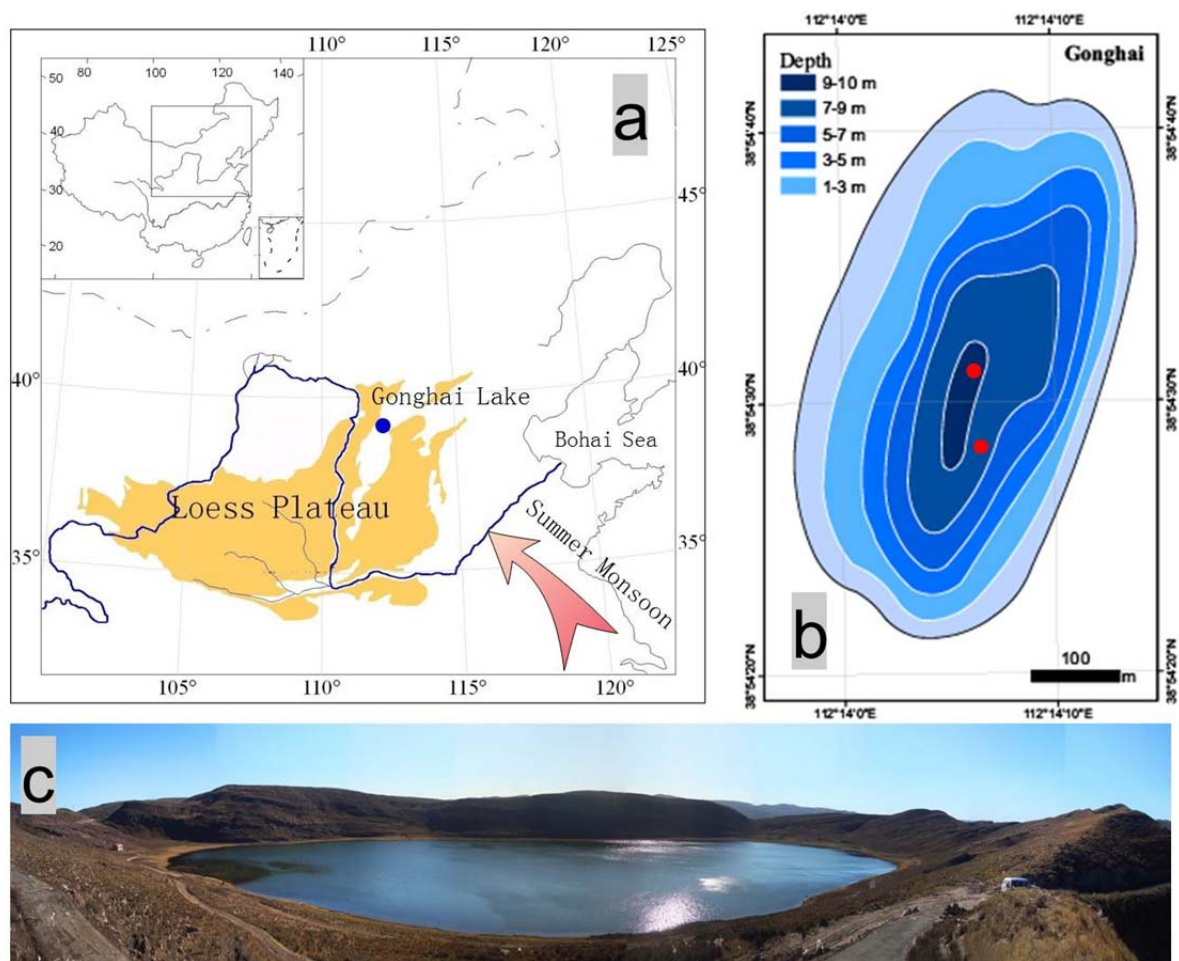 110°
115°
120°
125°
80
100
120
140
50
40
30
20
a
45°
40°
40°
Gonghai Lake
Bohai Sea
Loess Plateau
Summer Monsoon
35°
35°
105°
110°
115°
120°
112°14'0"E
112°14'10"E
Depth
Gonghai
9-10 m
7-9 m
5-7 m
3-5 m
1-3 m
38°54'40"N
38°54'40"N
38°54'30"N
38°54'30"N
38°54'20"N
38°54'20"N
b
100
m
112°14'0"E
112°14'10"E
c